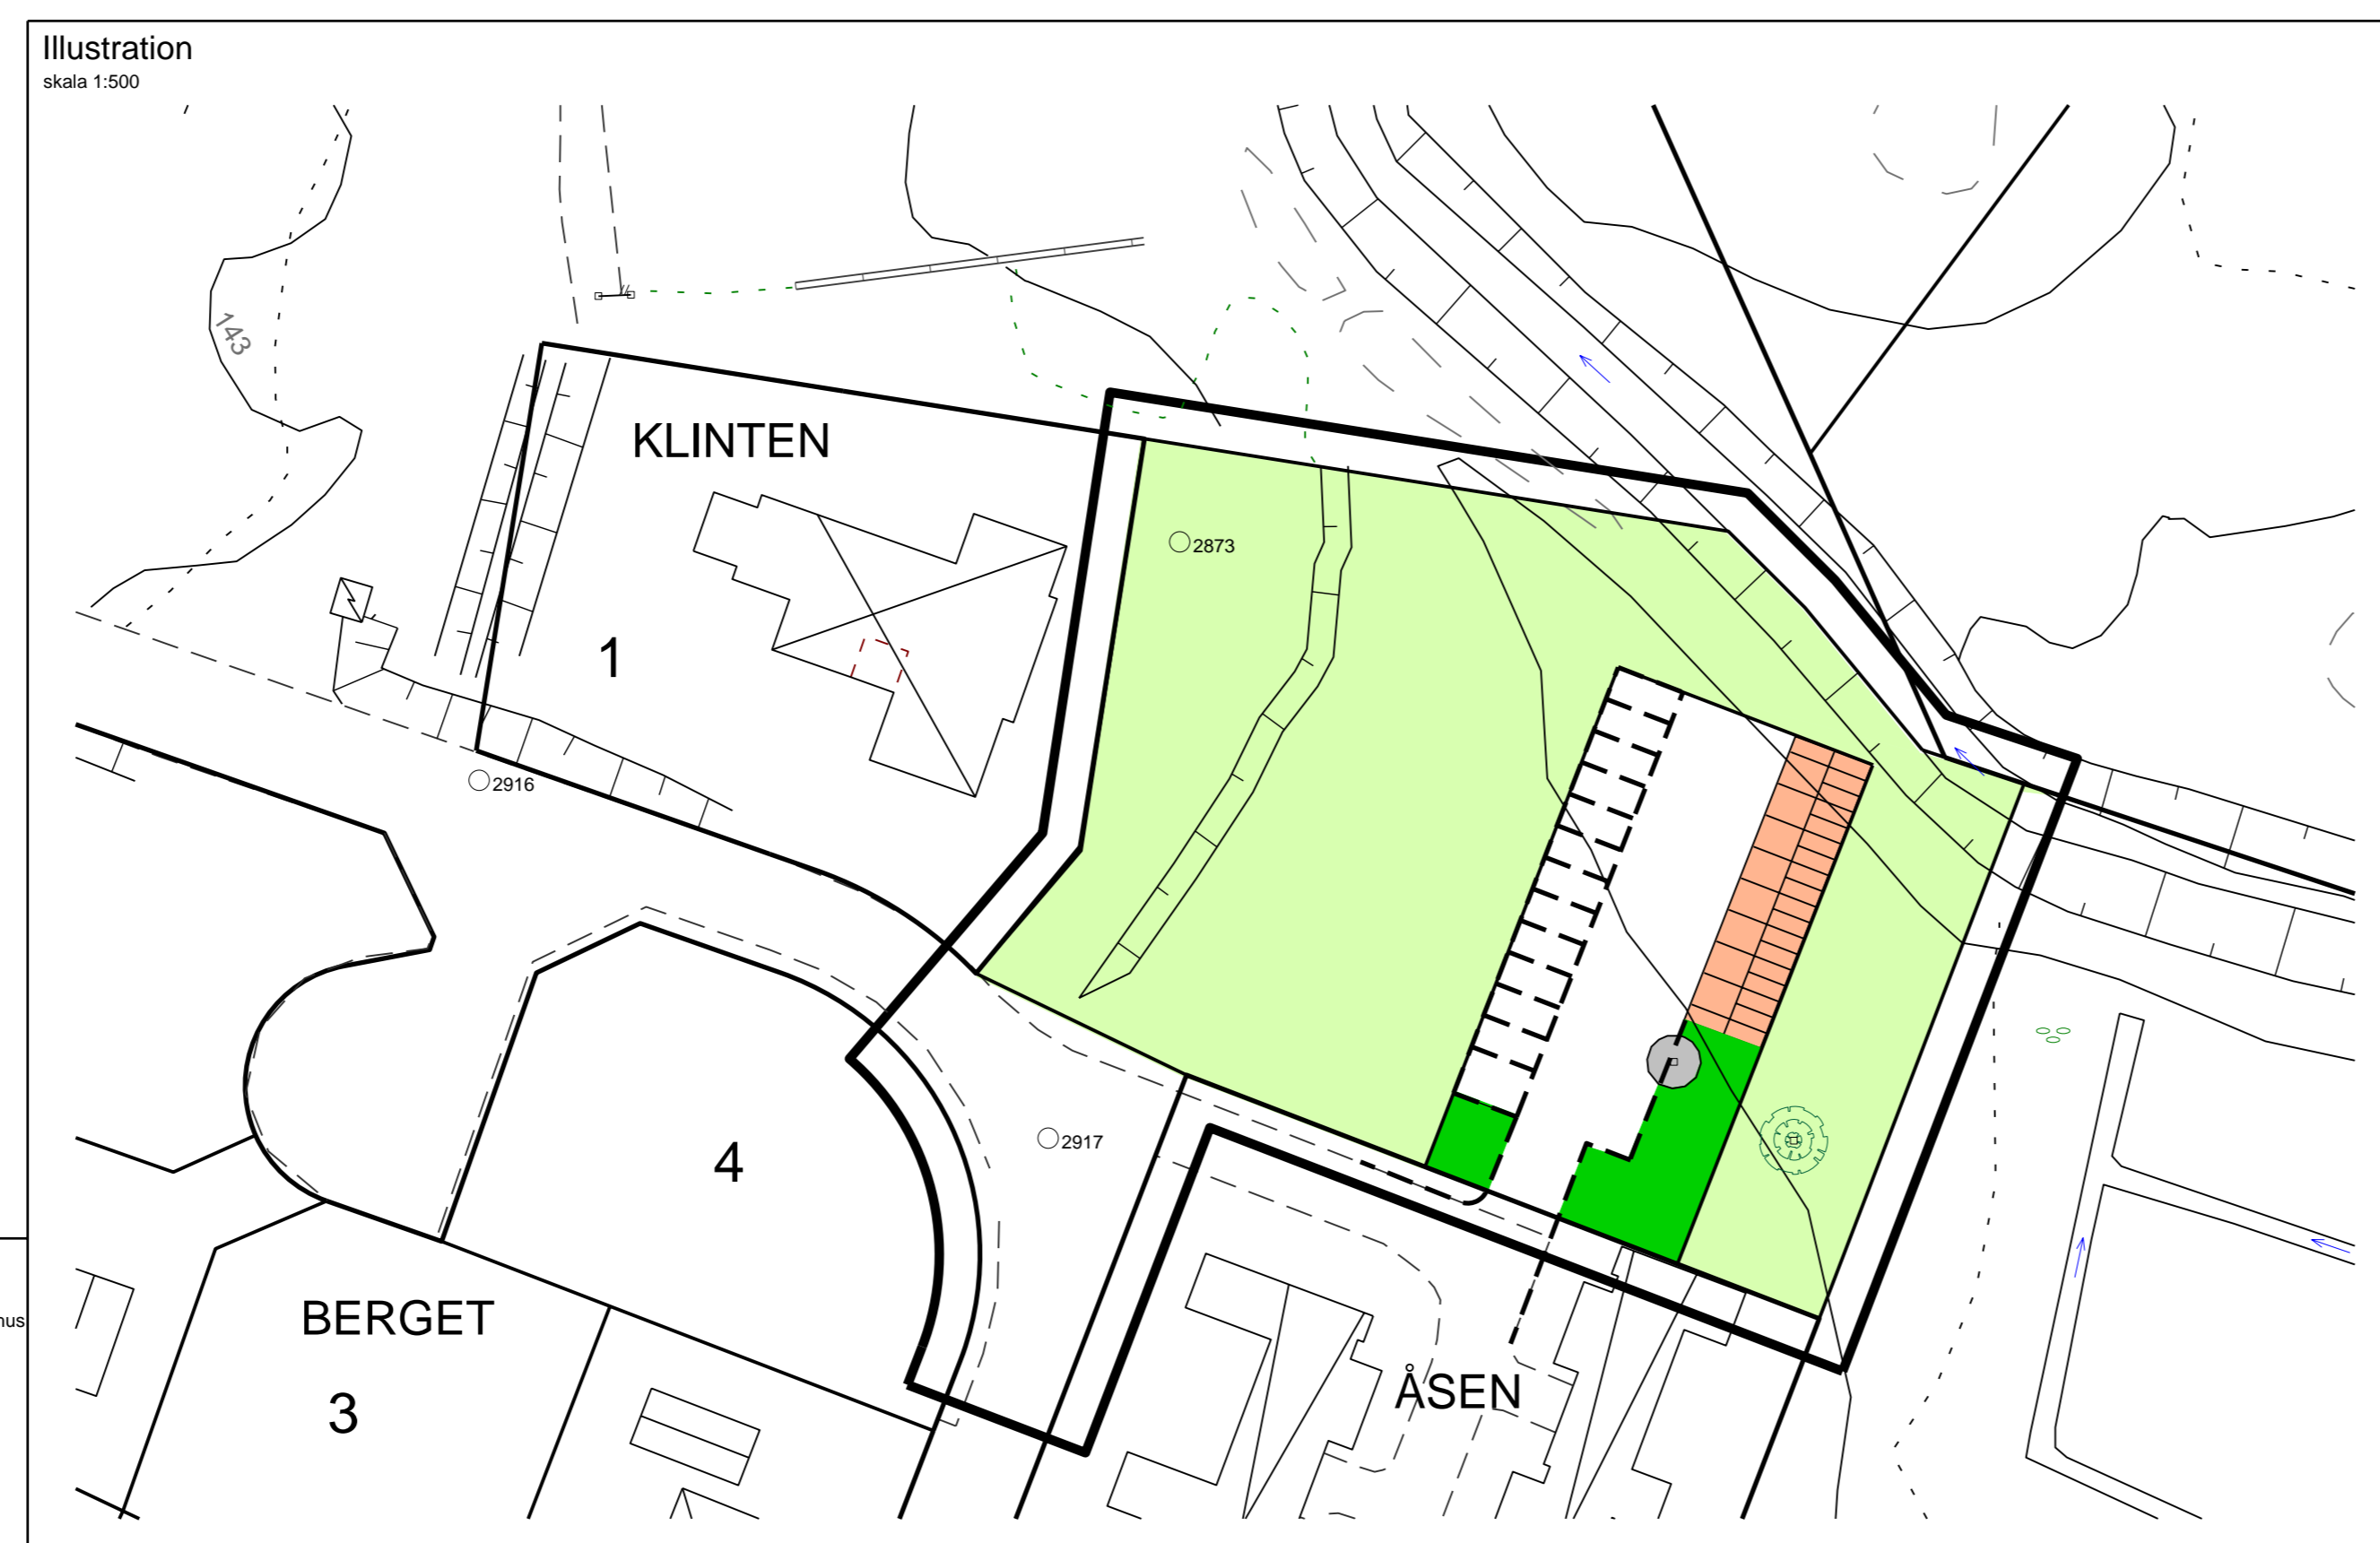 Illustration
skala 1:500
143
KLINTEN
2873
1
2916
2917
4
BERGET
hus
ÅSEN
3